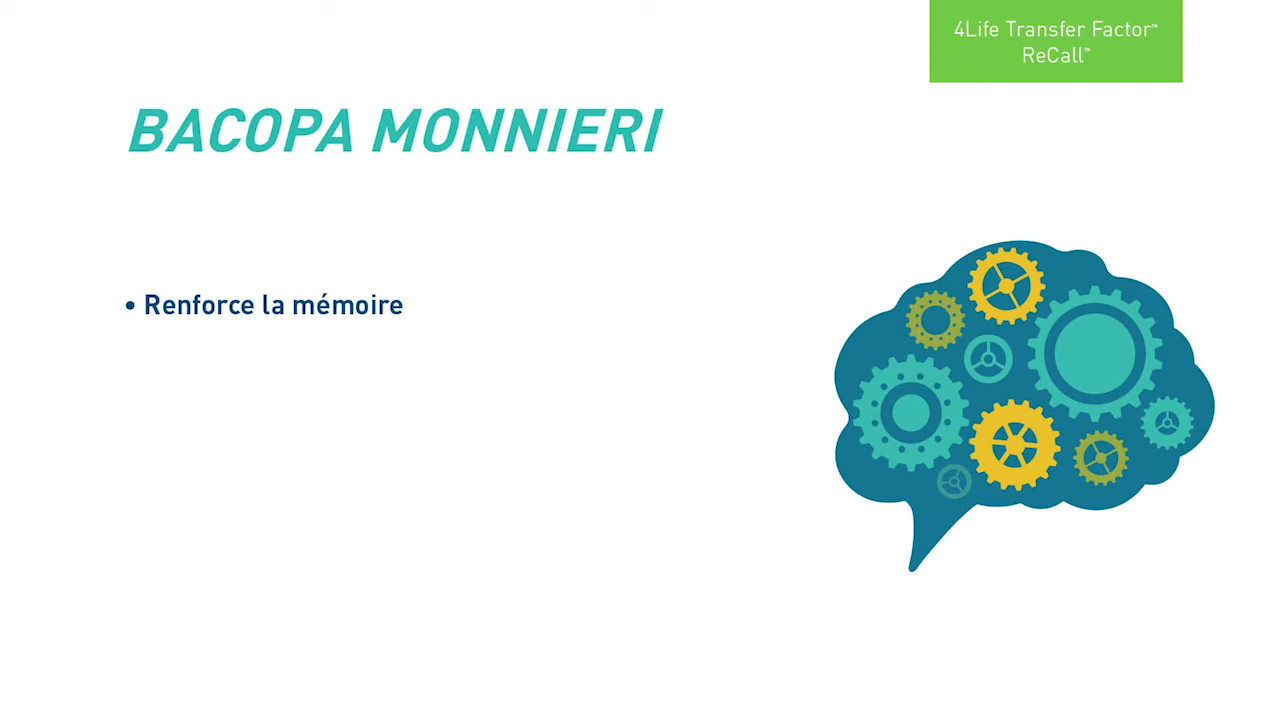 4Life Transfer Factor™
ReCall™
BACOPA MONNIERI
• Renforce la mémoire